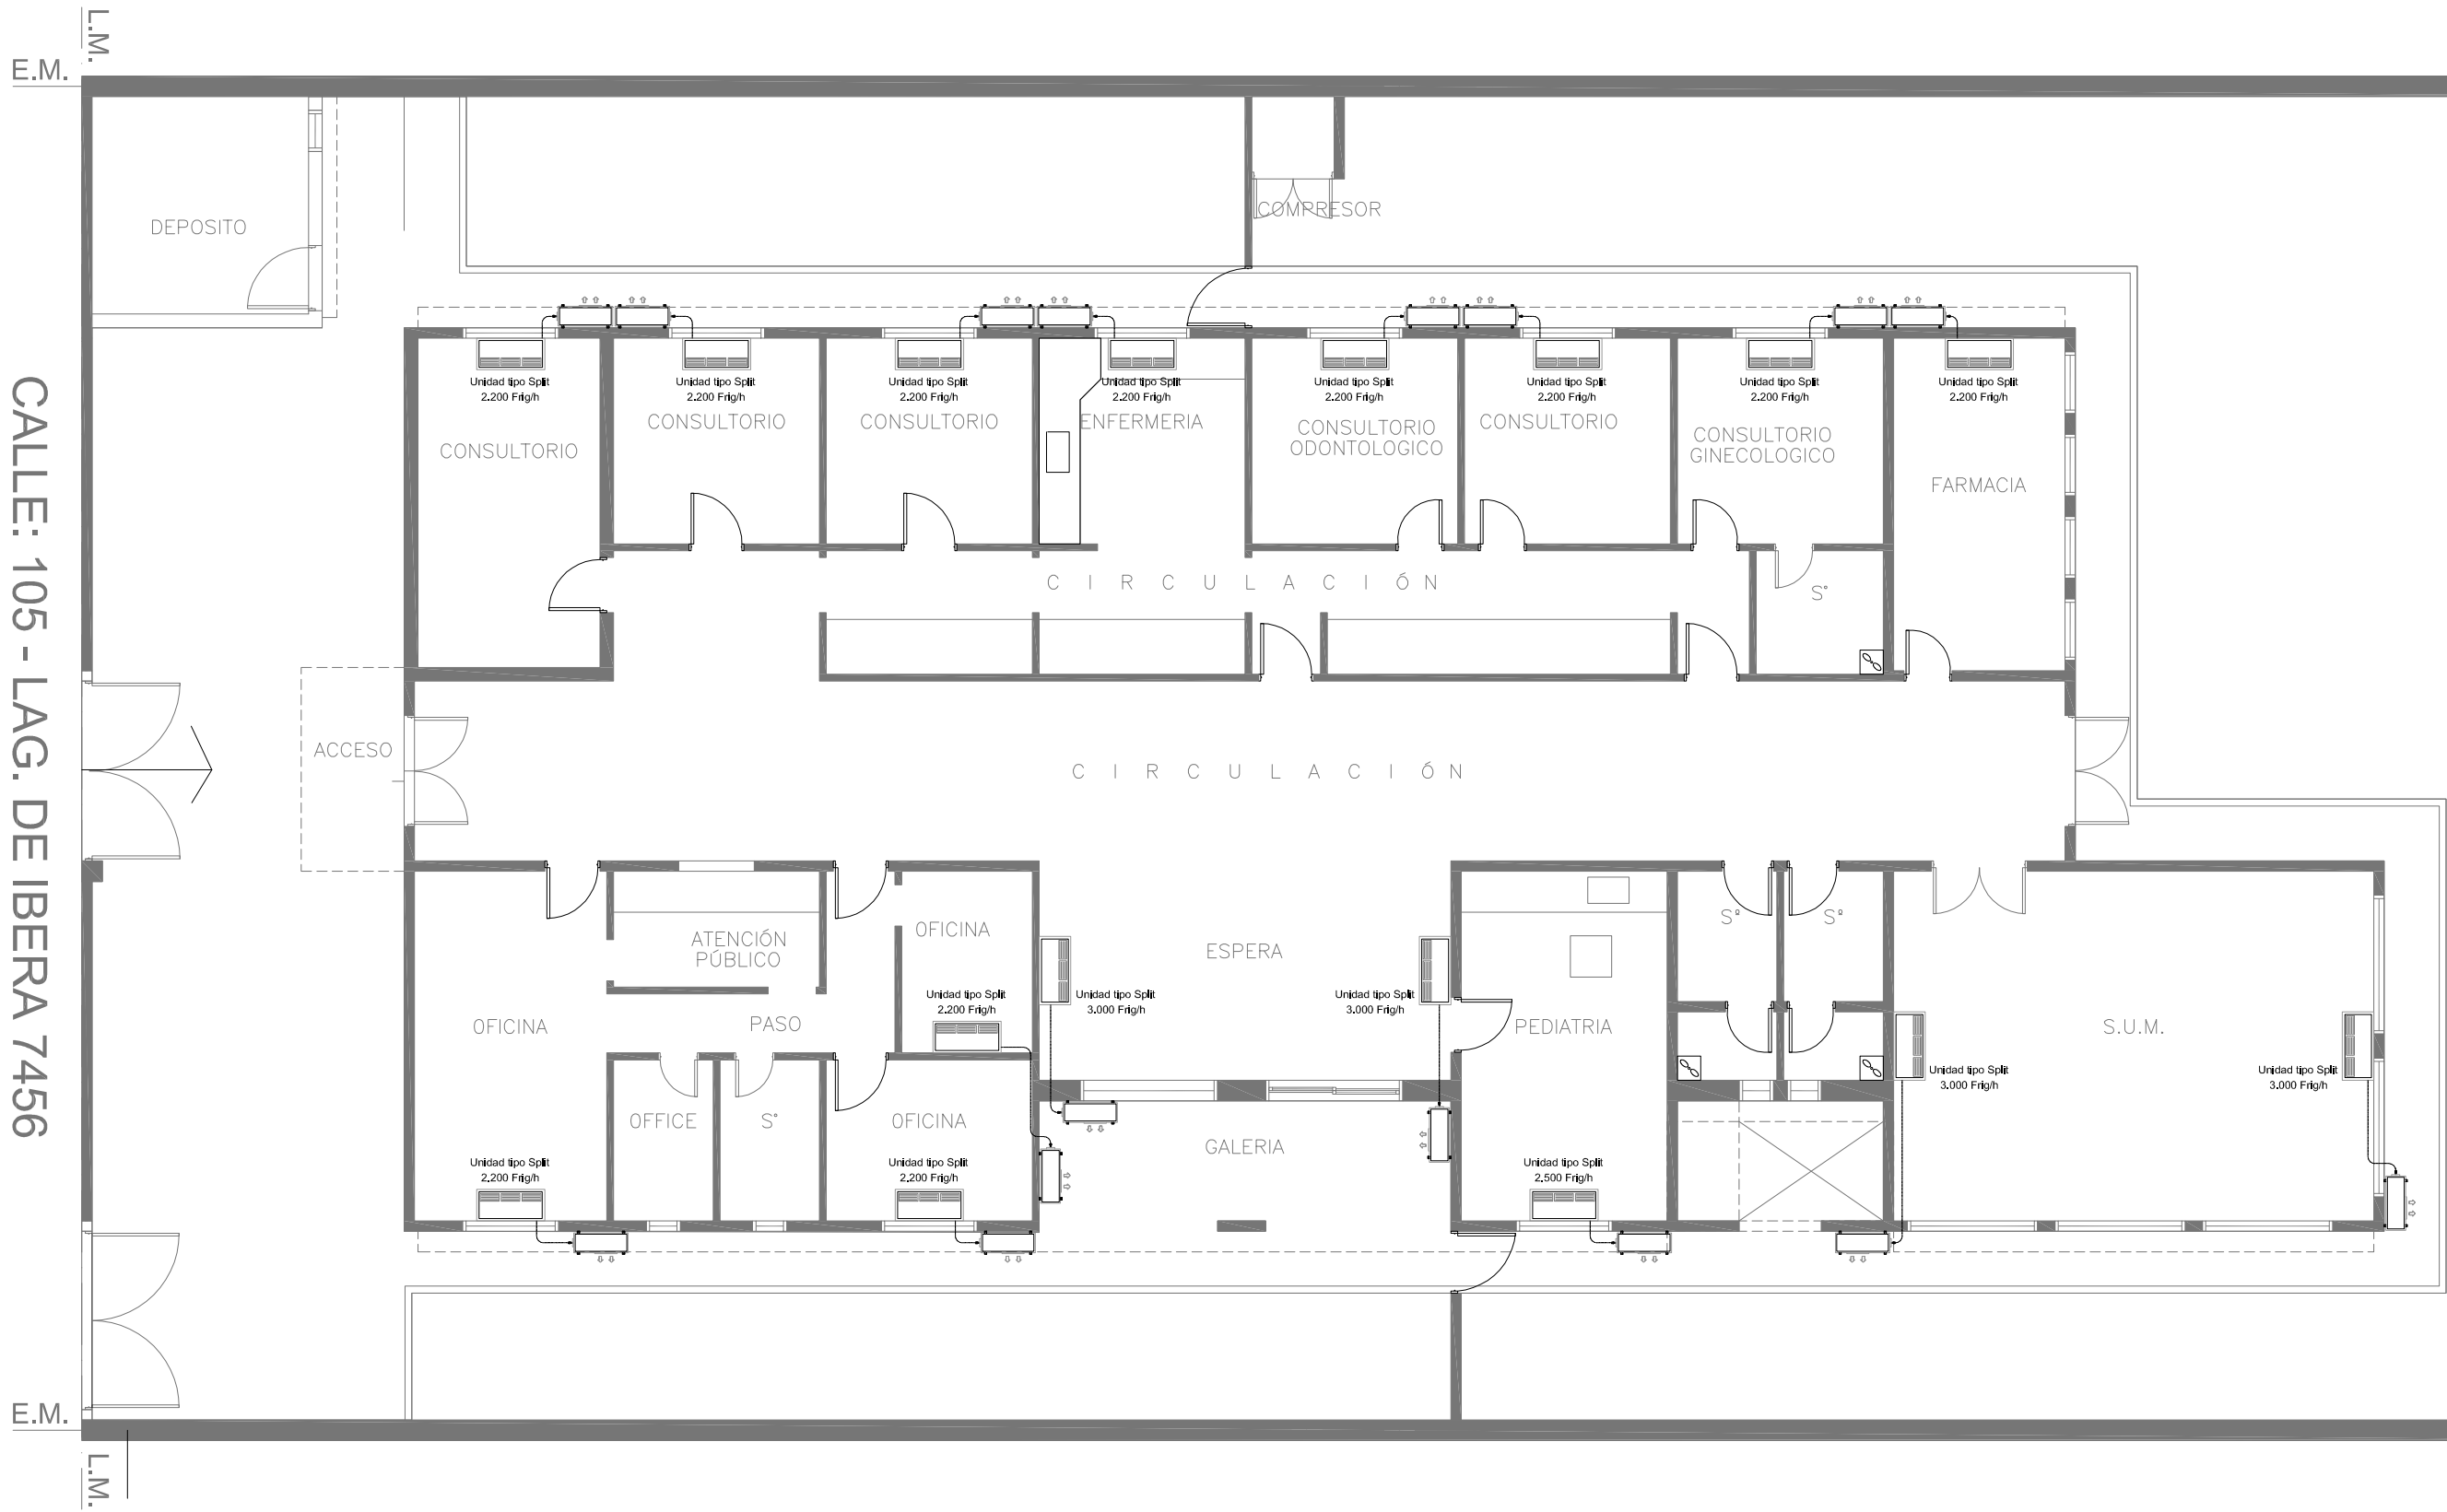 L.M.
E.M.
DEPOSITO
COMPRESOR
Unidad tipo Split
2.200 Frig/h
CONSULTORIO
Unidad tipo Split
2.200 Frig/h
CONSULTORIO
Unidad tipo Split
2.200 Frig/h
CONSULTORIO
Unidad tipo Split
2.200 Frig/h
ENFERMERIA
Unidad tipo Split
2.200 Frig/h
CONSULTORIO
ODONTOLOGICO
Unidad tipo Split
2.200 Frig/h
CONSULTORIO
Unidad tipo Split
2.200 Frig/h
CONSULTORIO
GINECOLOGICO
Unidad tipo Split
2.200 Frig/h
FARMACIA
CIRCULACIÓN
S°
CALLE: 105 - LAG. DE IBERA 7456
ACCESO
CIRCULACIÓN
ATENCIÓN
PÚBLICO
OFICINA
Unidad tipo Split
2.200 Frig/h
ESPERA
Unidad tipo Split
3.000 Frig/h
Unidad tipo Split
3.000 Frig/h
Sº
Sº
OFICINA
PASO
PEDIATRIA
S.U.M.
Unidad tipo Split
3.000 Frig/h
Unidad tipo Split
3.000 Frig/h
OFFICE
S°
OFICINA
GALERIA
Unidad tipo Split
2.200 Frig/h
Unidad tipo Split
2.200 Frig/h
Unidad tipo Split
2.500 Frig/h
E.M.
L.M.